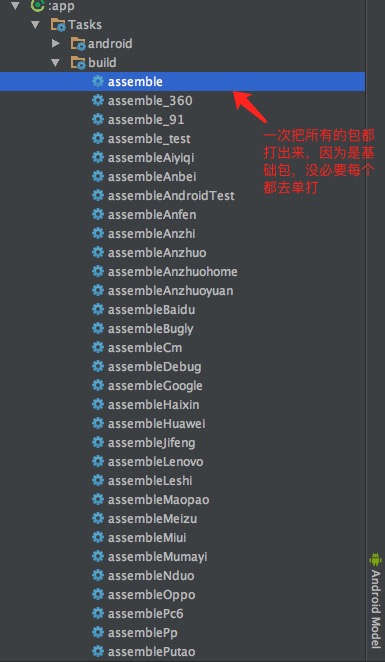 :app
Tasks
android
build
assemble
assemble_360
assemble_91
assemble_test
assembleAiyiqi
assembleAnbei
assembleAndroidTest
assembleAnfen
assembleAnzhi
assembleAnzhuo
assembleAnzhuohome
assembleAnzhuoyuan
assembleBaidu
assembleBugly
assembleCm
assembleDebug
assembleGoogle
assembleHaixin
assembleHuawei
assembleJifeng
assembleLenovo
assembleLeshi
assembleMaopao
assembleMeizu
assembleMiui
assembleMumayi
assembleNduo
assembleOppo
assemblePc6
assemblePp
assemblePutao
一次把所有的包都
打出来，因为是基
础包，没必要每个
都去单打
Android Model